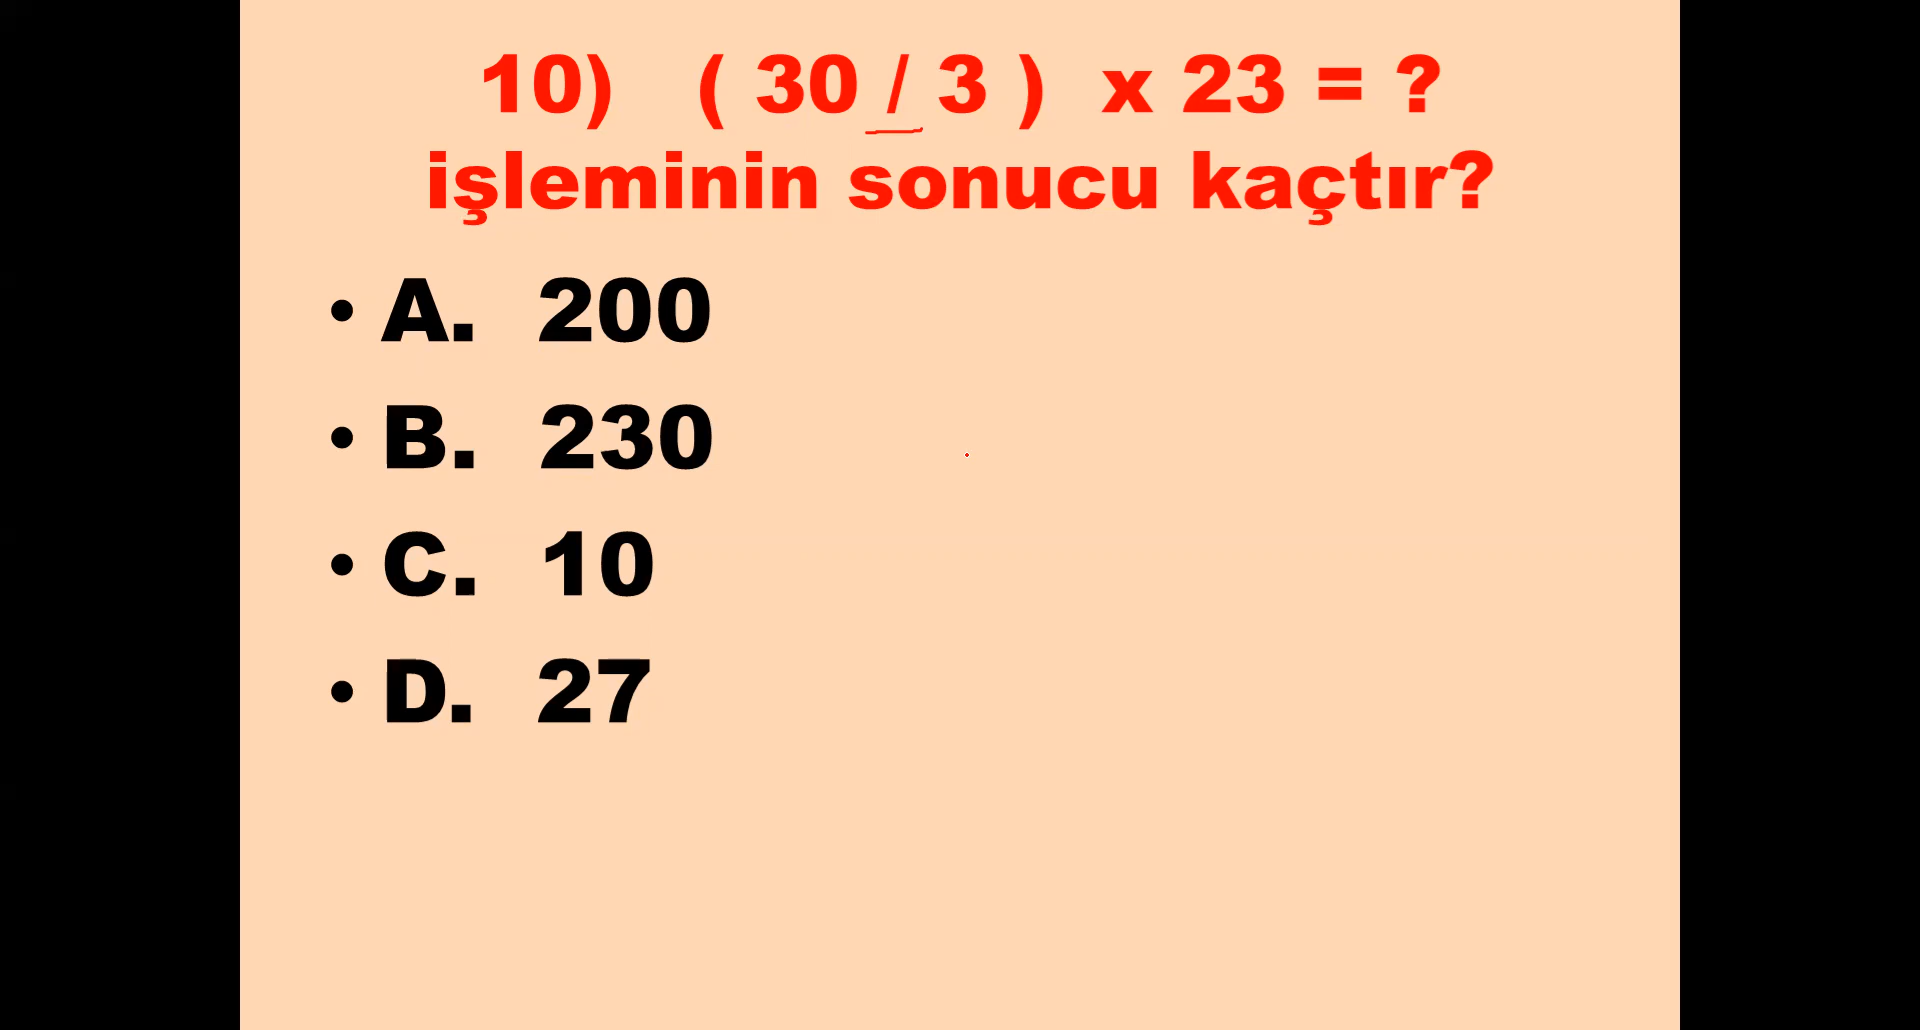 10) ( 30 / 3 ) x 23 = ?
işleminin sonucu kaçtır?
• A. 200
• B. 230
• C. 10
• D. 27